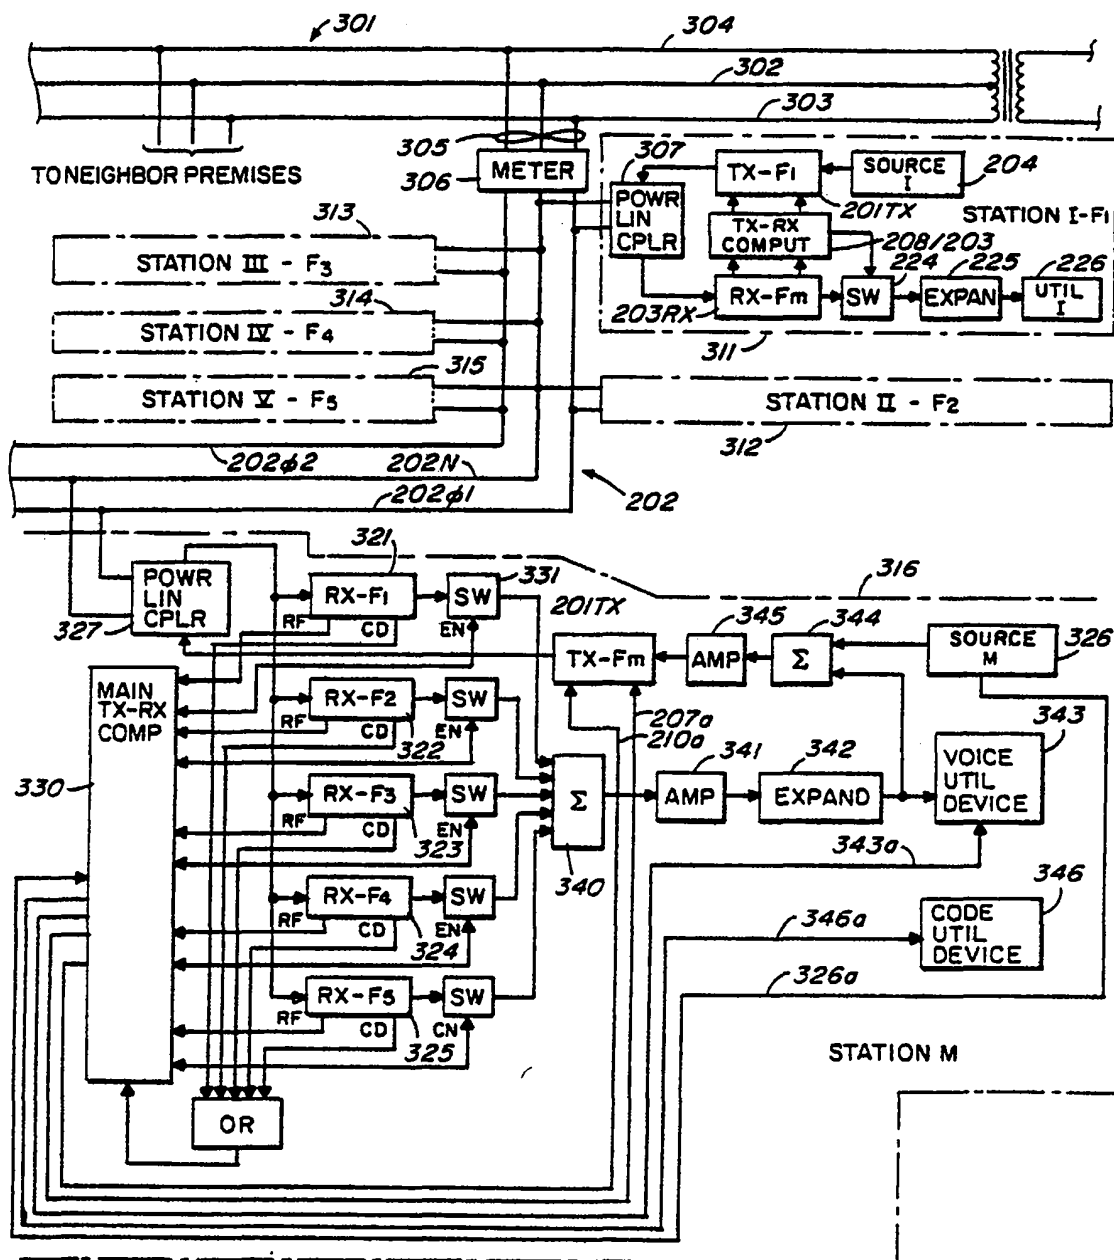 301
304
302
303
305
306
METER
TO NEIGHBOR PREMISES
307
POWR
LIN
CPLR
TX-F1
SOURCE
I
204
201TX
STATION I-F1
TX-RX
COMPUT
208/203
224
225
226
RX-Fm
SW
EXPAN
UTIL
I
203RX
311
313
STATION III - F3
314
STATION IV - F4
315
STATION V - F5
STATION II - F2
312
202φ2
202N
202φ1
202
316
POWR
LIN
CPLR
327
321
RX-F1
RF
CD
331
SW
EN
201TX
TX-Fm
345
AMP
344
Σ
SOURCE
M
326
MAIN
TX-RX
COMP
330
RX-F2
RF
CD
322
SW
EN
207a
210a
341
AMP
342
EXPAND
343
VOICE
UTIL
DEVICE
343a
RX-F3
RF
CD
323
SW
EN
Σ
340
RX-F4
RF
CD
324
SW
EN
346
CODE
UTIL
DEVICE
346a
326a
RX-F5
RF
CD
325
SW
CN
STATION M
OR